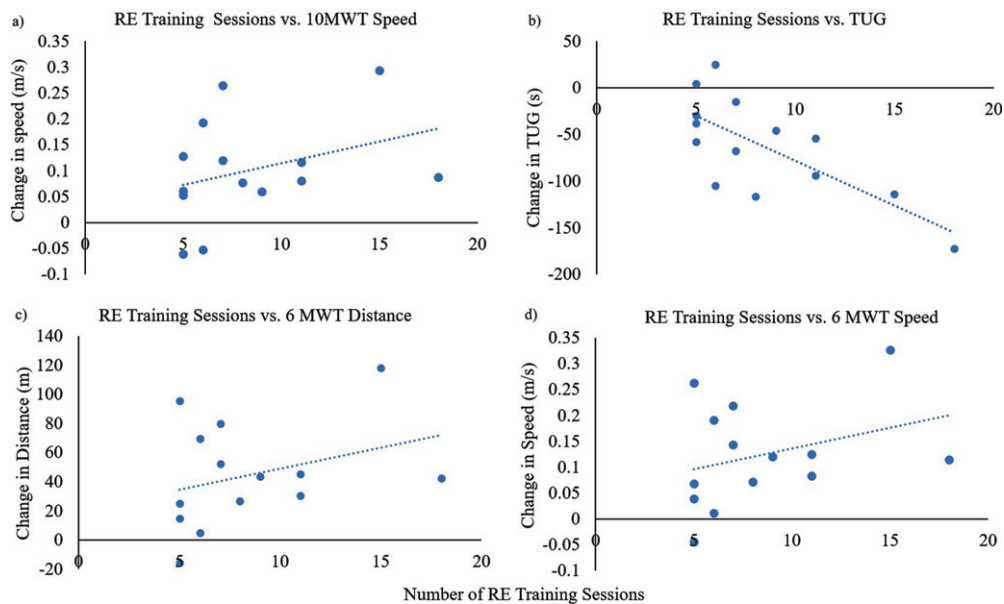 a) RE Training Sessions vs. 10MWT Speed
Change in speed (m/s)
0.35
0.3
0.25
0.2
0.15
0.1
0.05
0
-0.05
-0.1
0 5 10 15 20
b) RE Training Sessions vs. TUG
Change in TUG (s)
50
0
-50
-100
-150
-200
0 5 10 15 20
c) RE Training Sessions vs. 6 MWT Distance
Change in Distance (m)
140
120
100
80
60
40
20
0
-20
0 5 10 15 20
d) RE Training Sessions vs. 6 MWT Speed
Change in Speed (m/s)
0.35
0.3
0.25
0.2
0.15
0.1
0.05
0
-0.05
-0.1
0 5 10 15 20
Number of RE Training Sessions